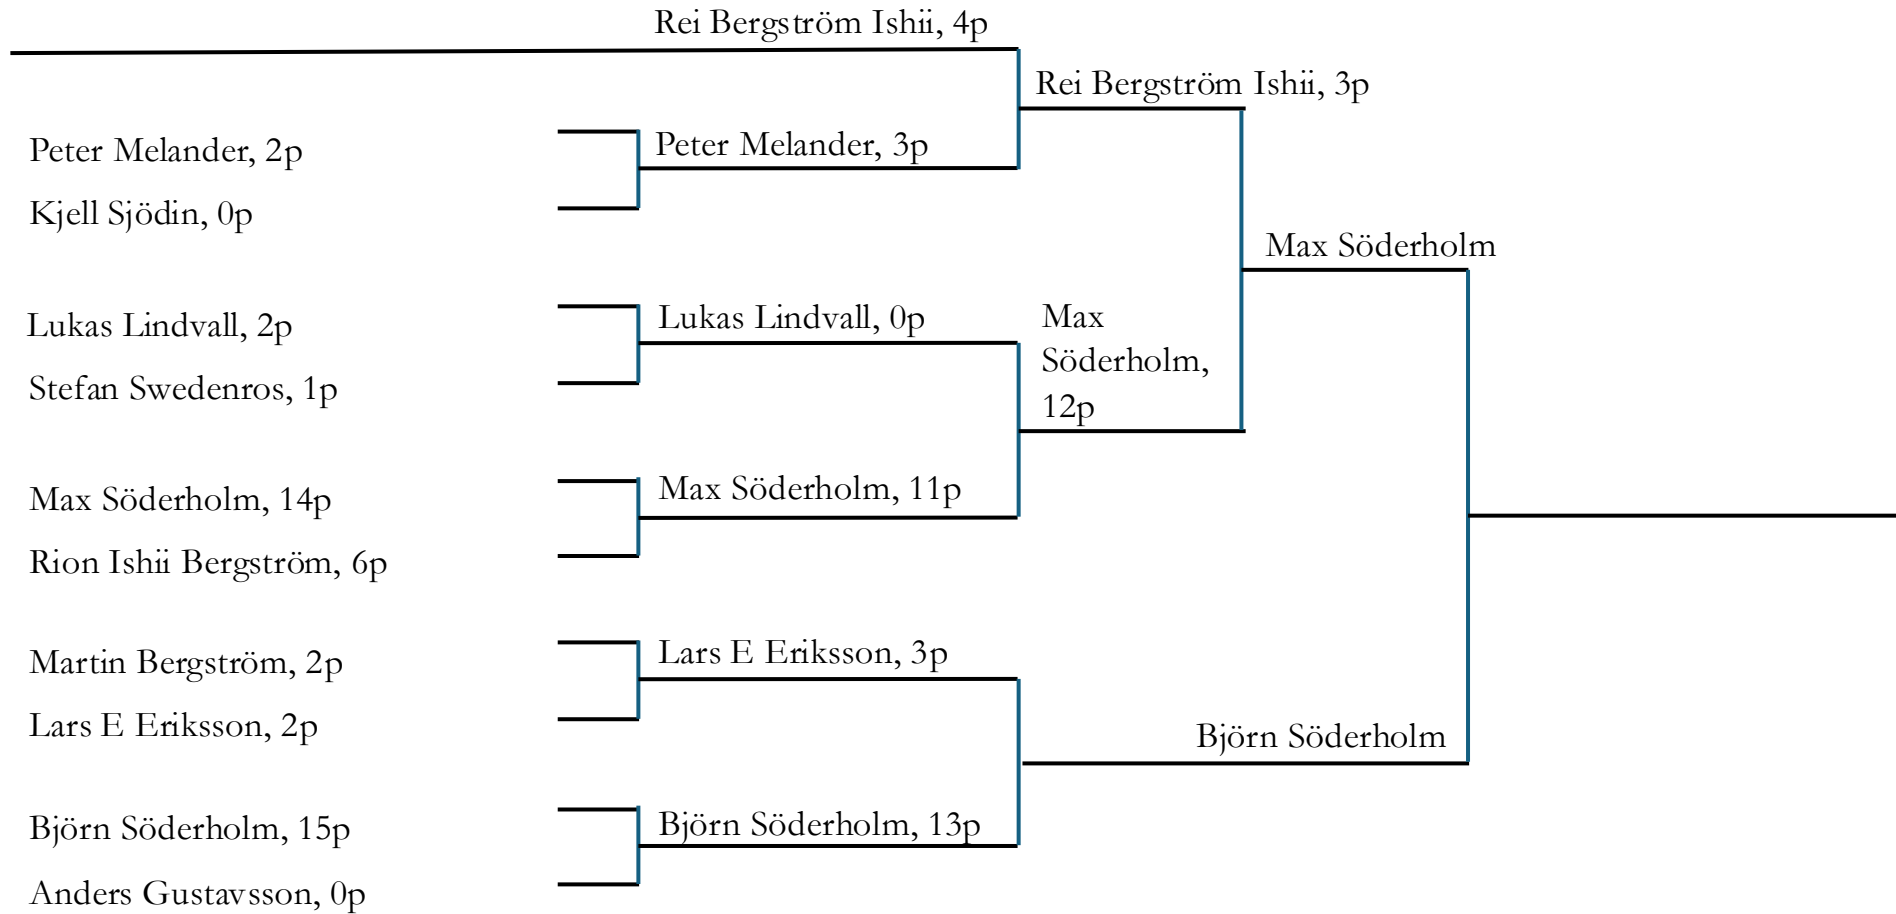 Rei Bergström Ishii, 4p
Rei Bergström Ishii, 3p
Peter Melander, 2p
Peter Melander, 3p
Kjell Sjödin, 0p
Max Söderholm
Lukas Lindvall, 2p
Lukas Lindvall, 0p
Max
Söderholm,
12p
Stefan Swedenros, 1p
Max Söderholm, 14p
Max Söderholm, 11p
Rion Ishii Bergström, 6p
Martin Bergström, 2p
Lars E Eriksson, 3p
Lars E Eriksson, 2p
Björn Söderholm
Björn Söderholm, 15p
Björn Söderholm, 13p
Anders Gustavsson, 0p